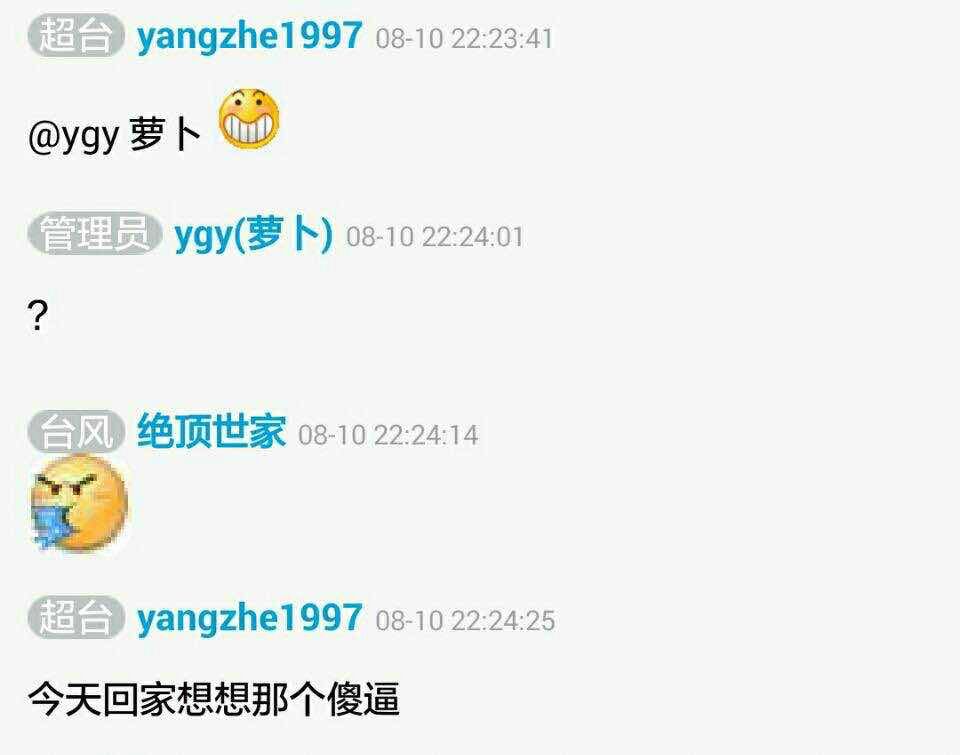 超台 yangzhe1997 08-10 22:23:41
@ygy 萝卜
管理员 ygy(萝卜) 08-10 22:24:01
?
台风 绝顶世家 08-10 22:24:14
超台 yangzhe1997 08-10 22:24:25
今天回家想想那个傻逼